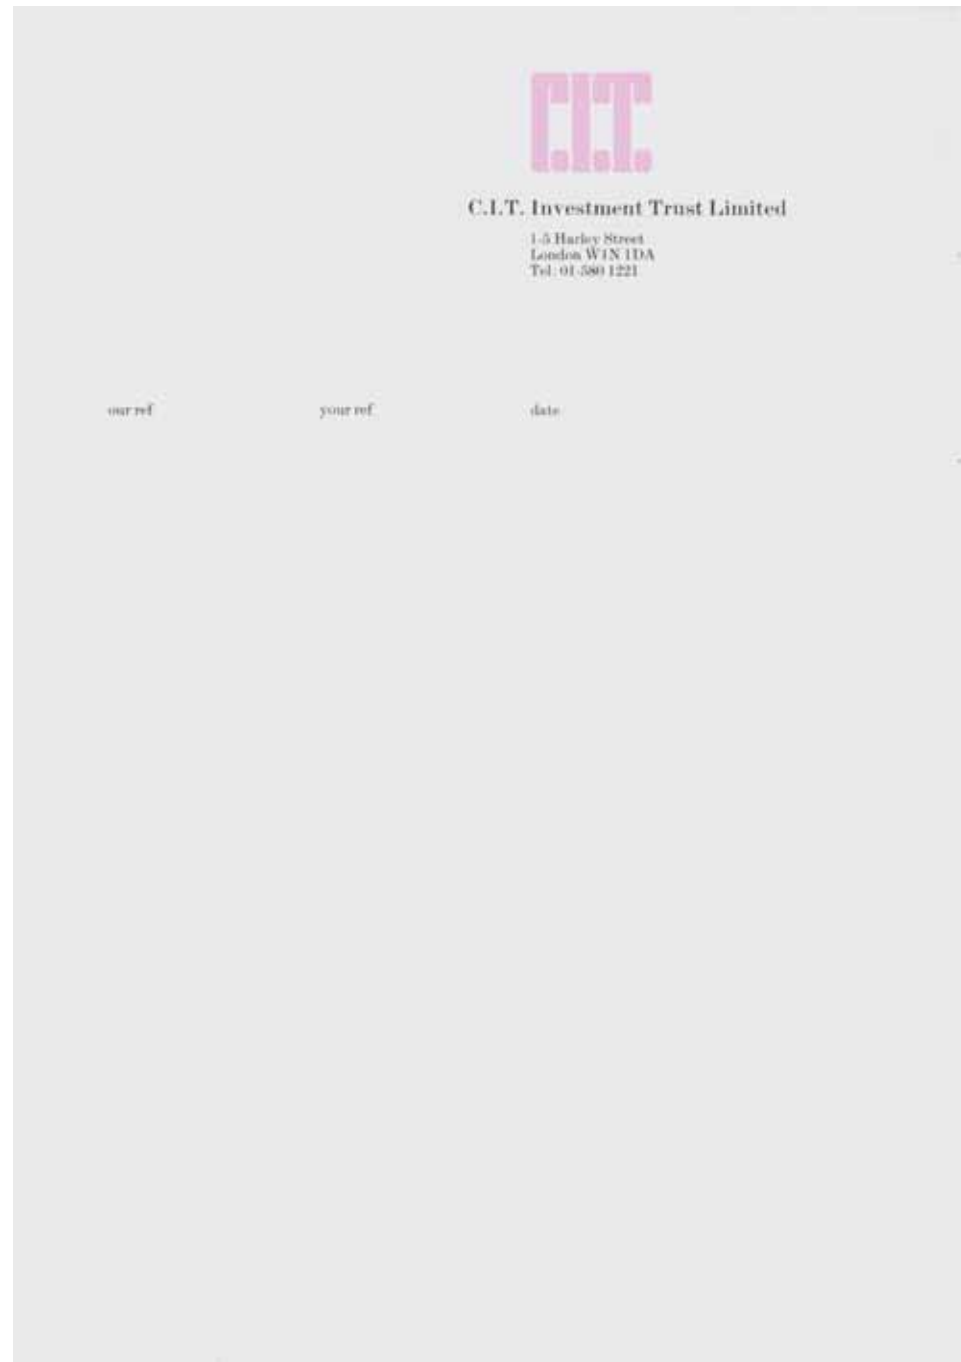 C.I.T.
C.I.T. Investment Trust Limited
1-5 Harley Street
London W1N 1DA
Tel: 01-580 1221
our ref your ref date